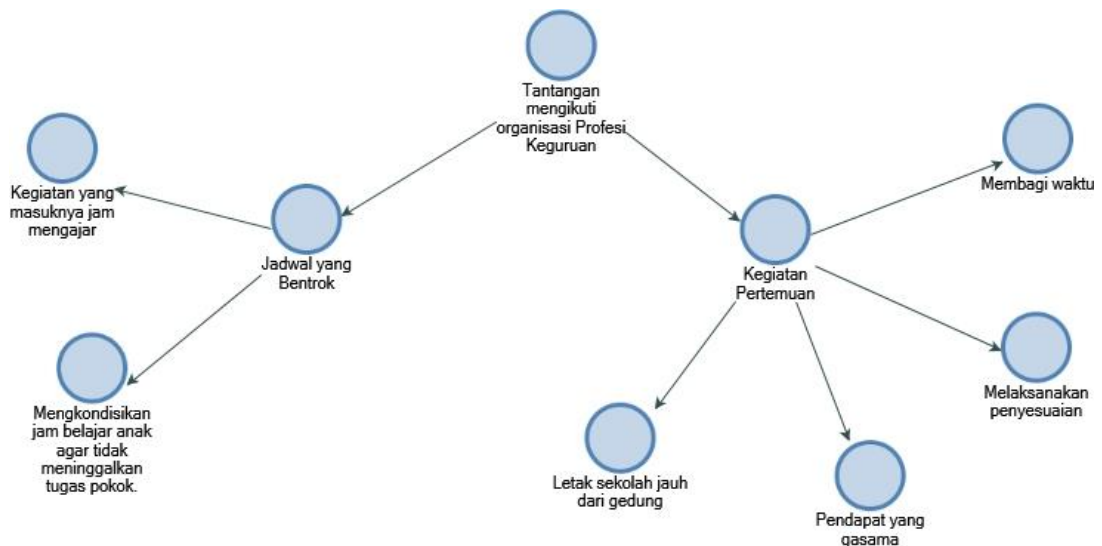 Tantangan
mengikuti
organisasi Profesi
Keguruan
Kegiatan yang
masuknya jam
mengajar
Jadwal yang
Bentrok
Mengkondisikan
jam belajar anak
agar tidak
meninggalkan
tugas pokok.
Kegiatan
Pertemuan
Membagi waktu
Melaksanakan
penyesuaian
Letak sekolah jauh
dari gedung
Pendapat yang
gasama